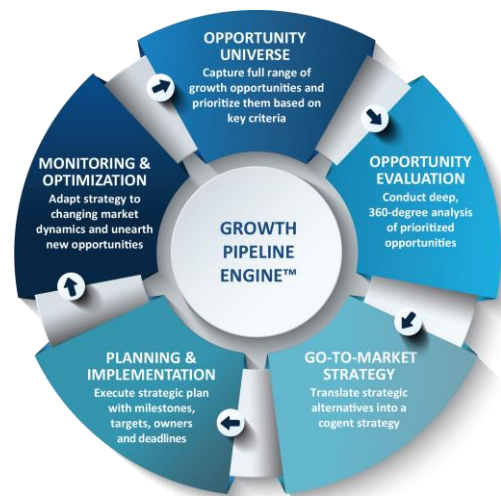 OPPORTUNITY
UNIVERSE
Capture full range of
growth opportunities and
prioritize them based on
key criteria
OPPORTUNITY
EVALUATION
Conduct deep,
360-degree analysis
of prioritized
opportunities
GO-TO-MARKET
STRATEGY
Translate strategic
alternatives into a
cogent strategy
PLANNING &
IMPLEMENTATION
Execute strategic plan
with milestones,
targets, owners
and deadlines
MONITORING &
OPTIMIZATION
Adapt strategy to
changing market
dynamics and unearth
new opportunities
GROWTH
PIPELINE
ENGINE™